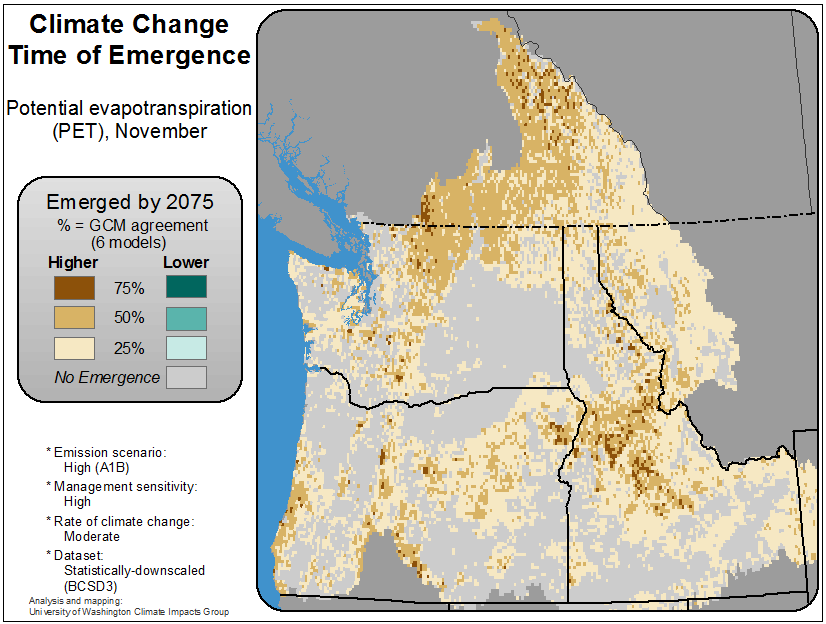 Climate Change
Time of Emergence
Potential evapotranspiration
(PET), November
Emerged by 2075
% = GCM agreement
(6 models)
Higher Lower
75%
50%
25%
No Emergence
* Emission scenario:
High (A1B)
* Management sensitivity:
High
* Rate of climate change:
Moderate
* Dataset:
Statistically-downscaled
(BCSD3)
Analysis and mapping:
University of Washington Climate Impacts Group